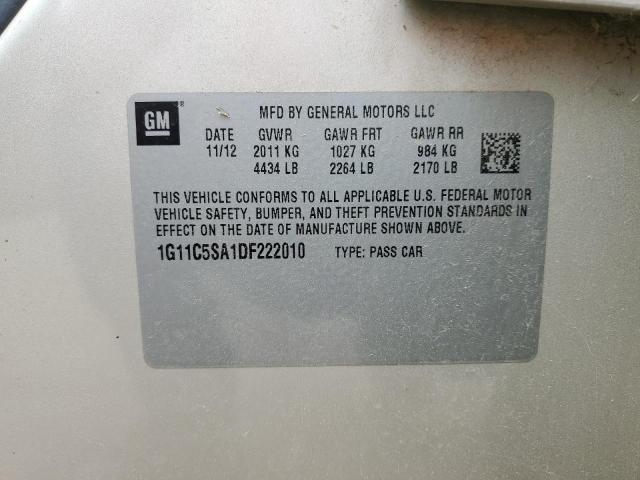 GM ®
MFD BY GENERAL MOTORS LLC
DATE GVWR GAWR FRT GAWR RR
11/12 2011 KG 1027 KG 984 KG
4434 LB 2264 LB 2170 LB
THIS VEHICLE CONFORMS TO ALL APPLICABLE U.S. FEDERAL MOTOR
VEHICLE SAFETY, BUMPER, AND THEFT PREVENTION STANDARDS IN
EFFECT ON THE DATE OF MANUFACTURE SHOWN ABOVE.
1G11C5SA1DF222010 TYPE: PASS CAR